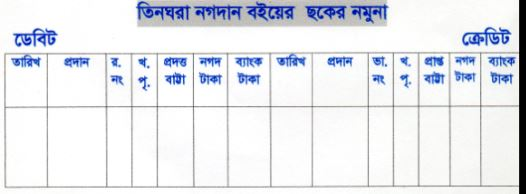 তিনঘরা নগদান বইয়ের ছকের নমুনা
ডেবিট ক্রেডিট
তারিখ প্রদান র. নং খ. পৃ. প্রদত্ত বাট্টা নগদ টাকা ব্যাংক টাকা তারিখ প্রদান ভা. নং খ. পৃ. প্রাপ্ত বাট্টা নগদ টাকা ব্যাংক টাকা